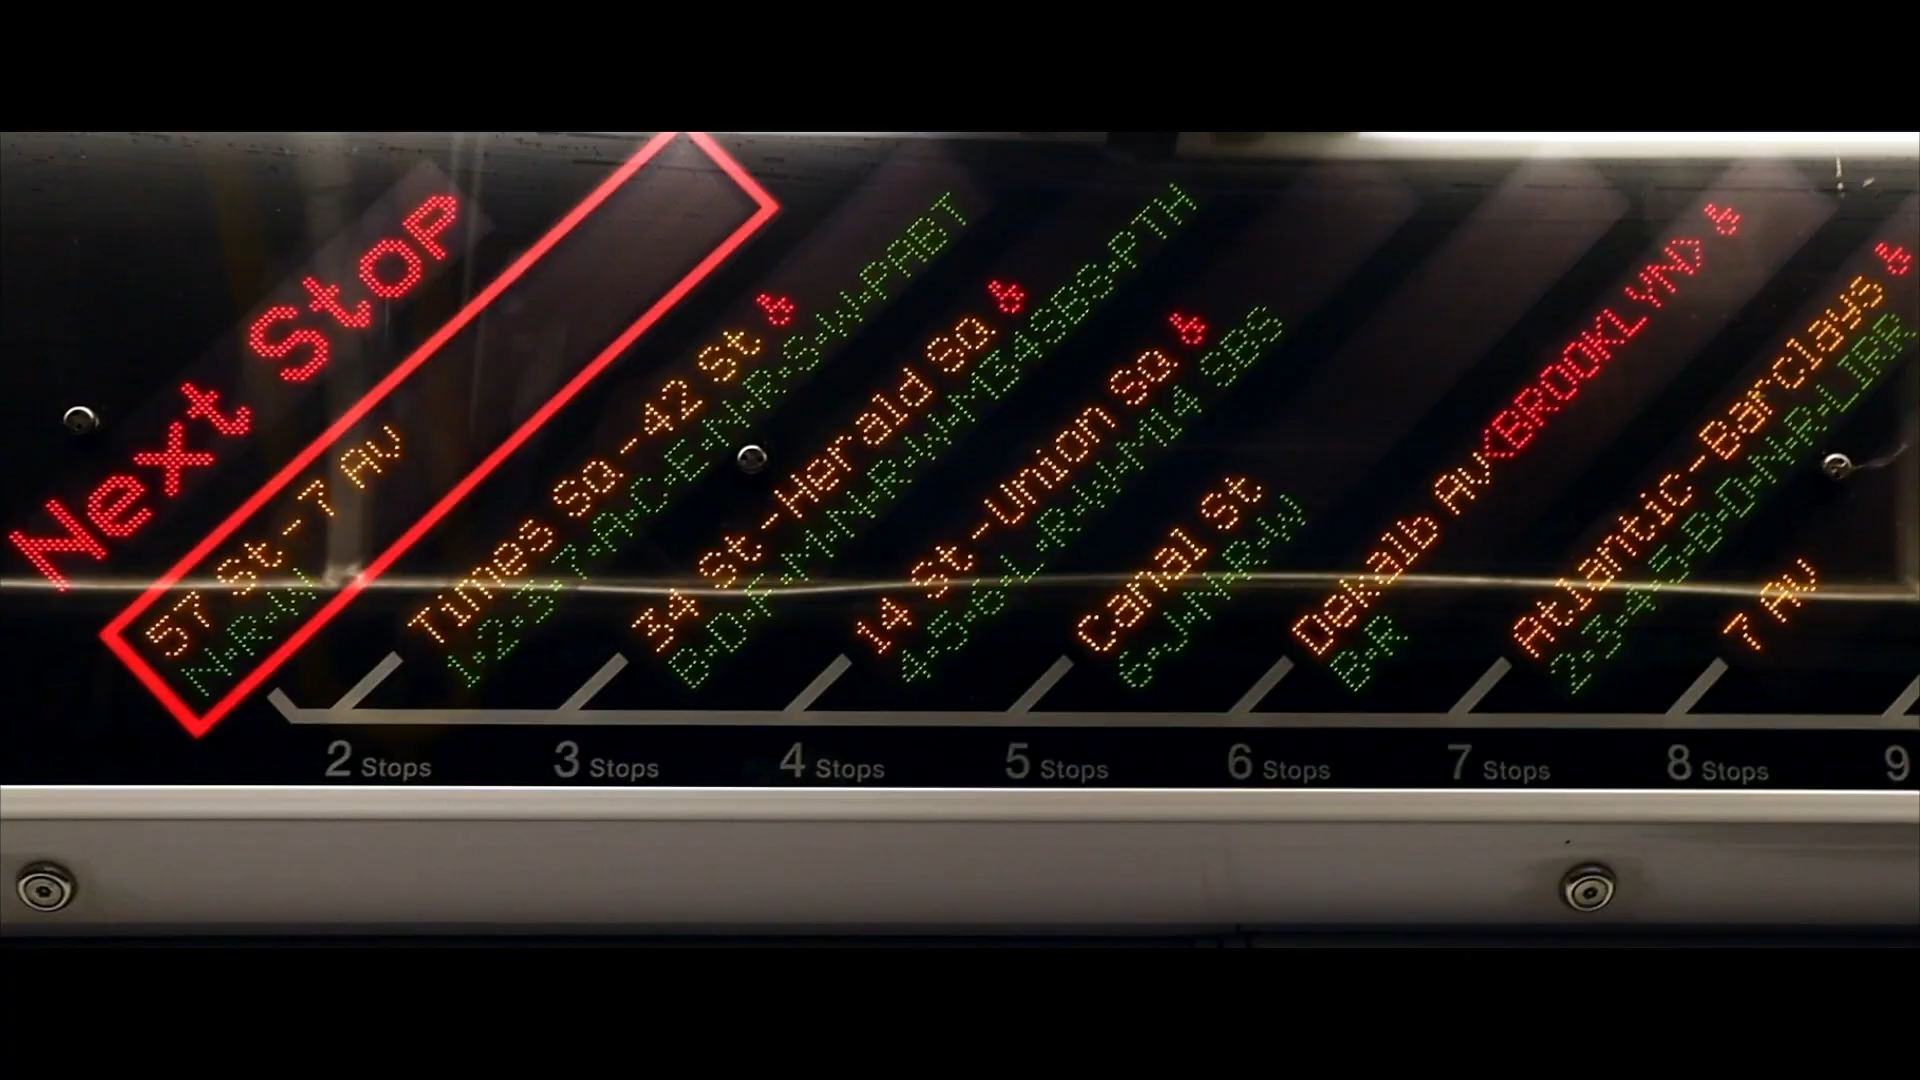 Next Stop
57 St-7 Av
N·R·W
Times Sq-42 St
1·2·3·7·A·C·E·N·R·S·W·PABT
34 St-Herald Sq
B·D·F·M·N·R·W·M34SBS·PTH
14 St-Union Sq
4·5·6·L·R·W·M14 SBS
Canal St
6·J·N·R·W
Dekalb Av<BROOKLYN>
B·R
Atlantic-Barclays
2·3·4·5·B·D·N·R·LIRR
7 Av
2 Stops
3 Stops
4 Stops
5 Stops
6 Stops
7 Stops
8 Stops
9